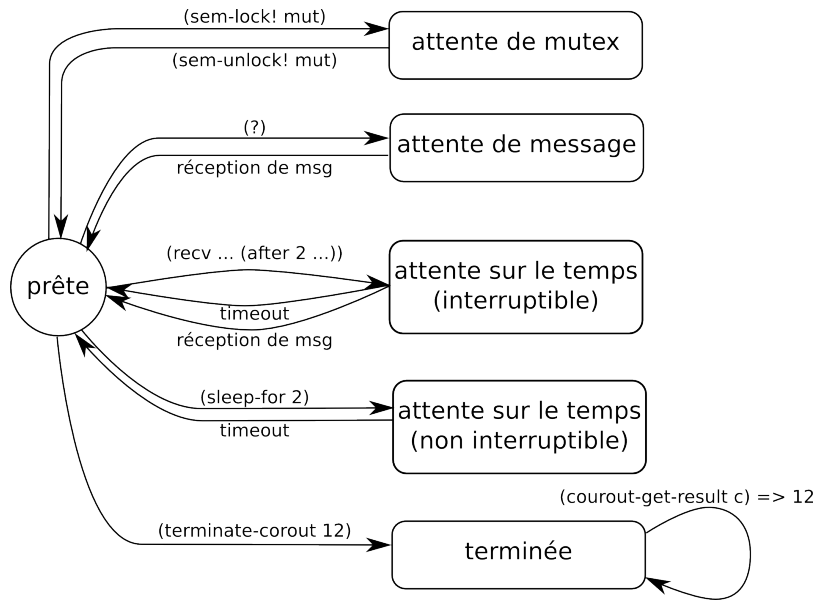 (sem-lock! mut)
attente de mutex
(sem-unlock! mut)
(?)
attente de message
réception de msg
(recv ... (after 2 ...))
prête
attente sur le temps
(interruptible)
timeout
réception de msg
(sleep-for 2)
attente sur le temps
(non interruptible)
timeout
(courout-get-result c) => 12
(terminate-corout 12)
terminée